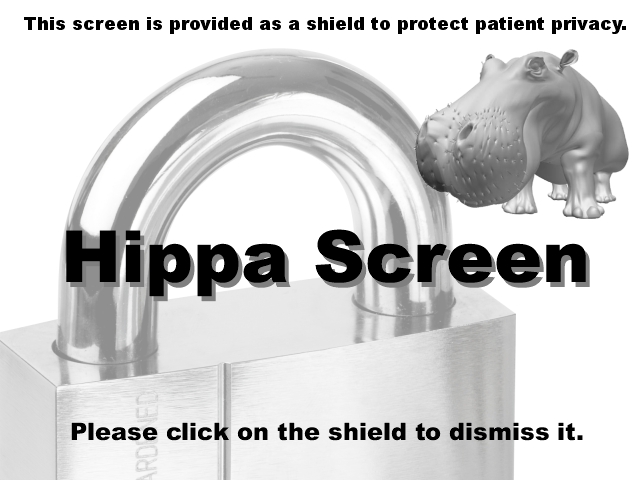 This screen is provided as a shield to protect patient privacy.
Hippa Screen
Please click on the shield to dismiss it.